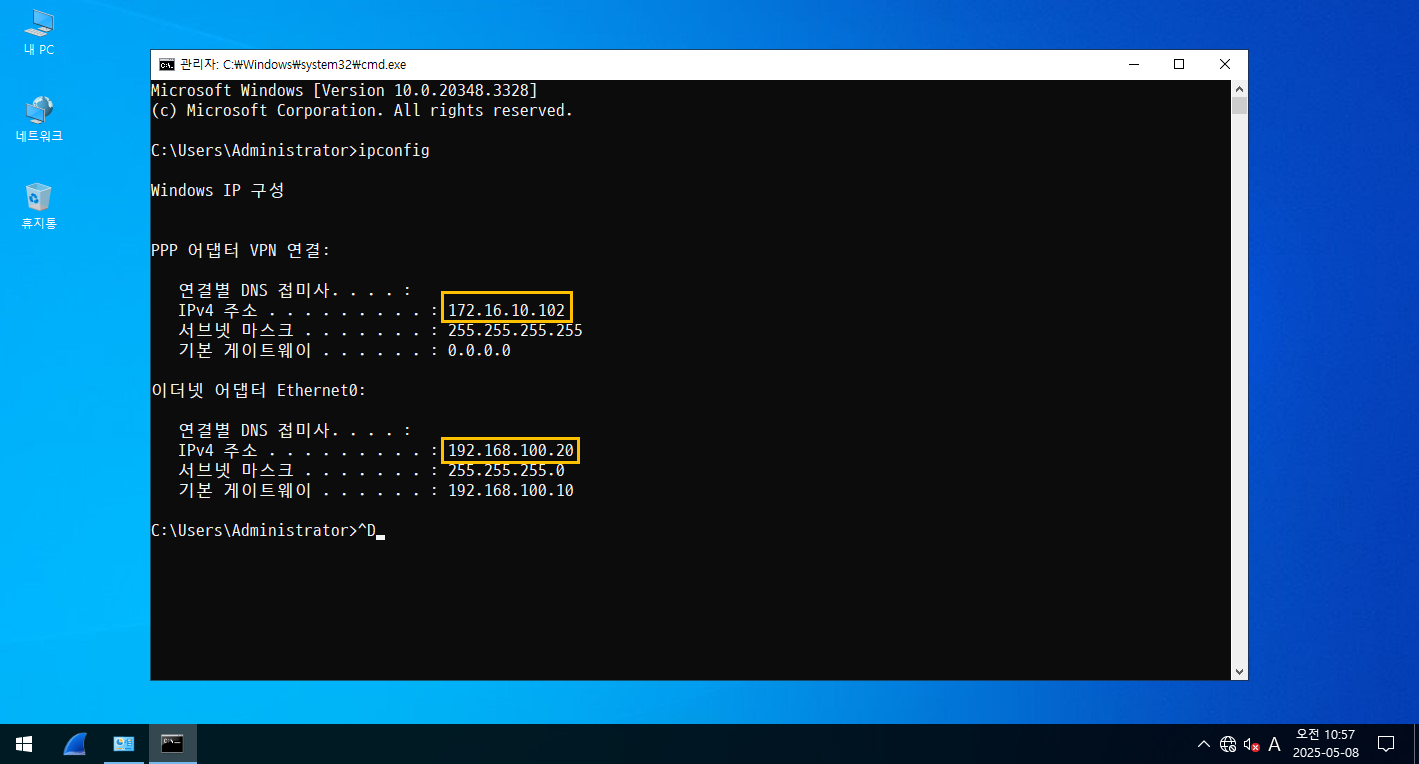 내 PC
네트워크
휴지통
관리자: C:₩Windows₩system32₩cmd.exe
Microsoft Windows [Version 10.0.20348.3328]
(c) Microsoft Corporation. All rights reserved.
C:\Users\Administrator>ipconfig
Windows IP 구성
PPP 어댑터 VPN 연결:
연결별 DNS 접미사. . . . :
IPv4 주소 . . . . . . . . . : 172.16.10.102
서브넷 마스크 . . . . . . . : 255.255.255.255
기본 게이트웨이 . . . . . . : 0.0.0.0
이더넷 어댑터 Ethernet0:
연결별 DNS 접미사. . . . :
IPv4 주소 . . . . . . . . . : 192.168.100.20
서브넷 마스크 . . . . . . . : 255.255.255.0
기본 게이트웨이 . . . . . . : 192.168.100.10
C:\Users\Administrator>^D
A
오전 10:57
2025-05-08